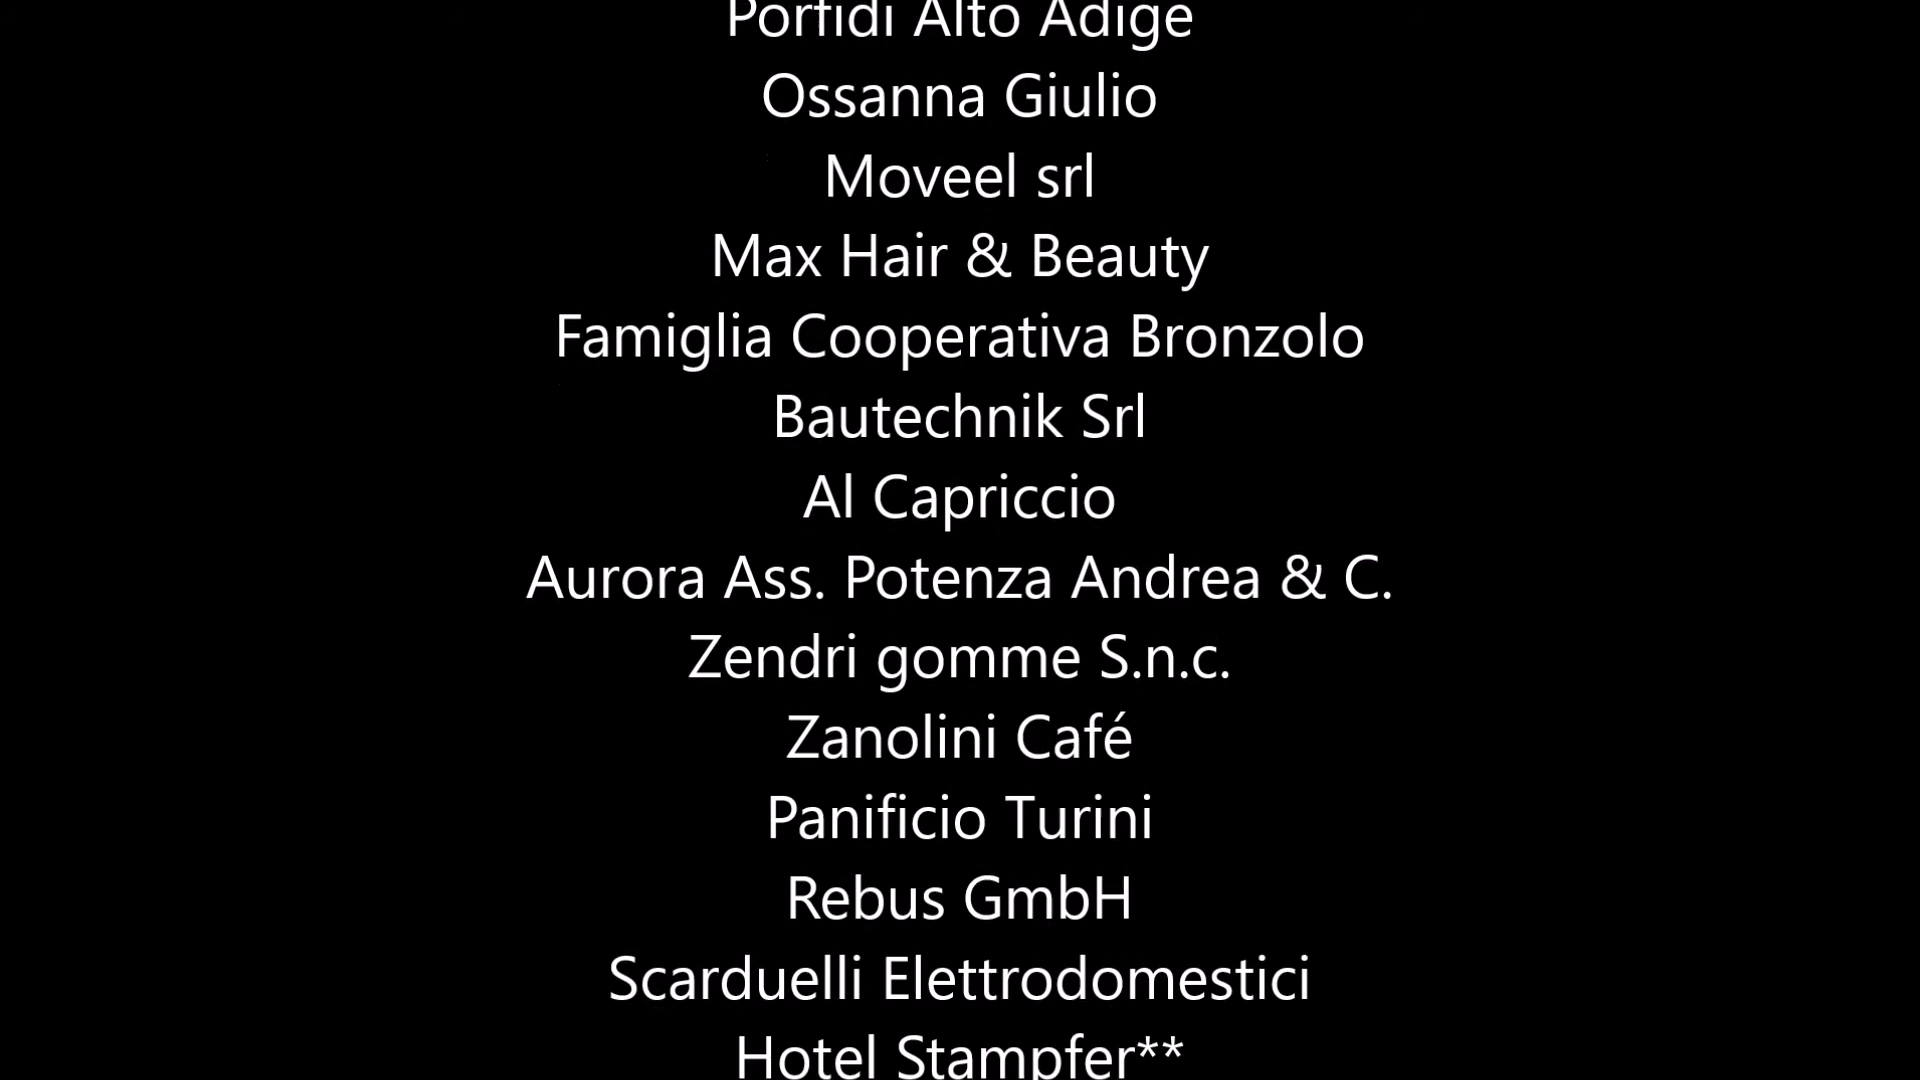 Porfidi Alto Adige
Ossanna Giulio
Moveel srl
Max Hair & Beauty
Famiglia Cooperativa Bronzolo
Bautechnik Srl
Al Capriccio
Aurora Ass. Potenza Andrea & C.
Zendri gomme S.n.c.
Zanolini Café
Panificio Turini
Rebus GmbH
Scarduelli Elettrodomestici
Hotel Stampfer**